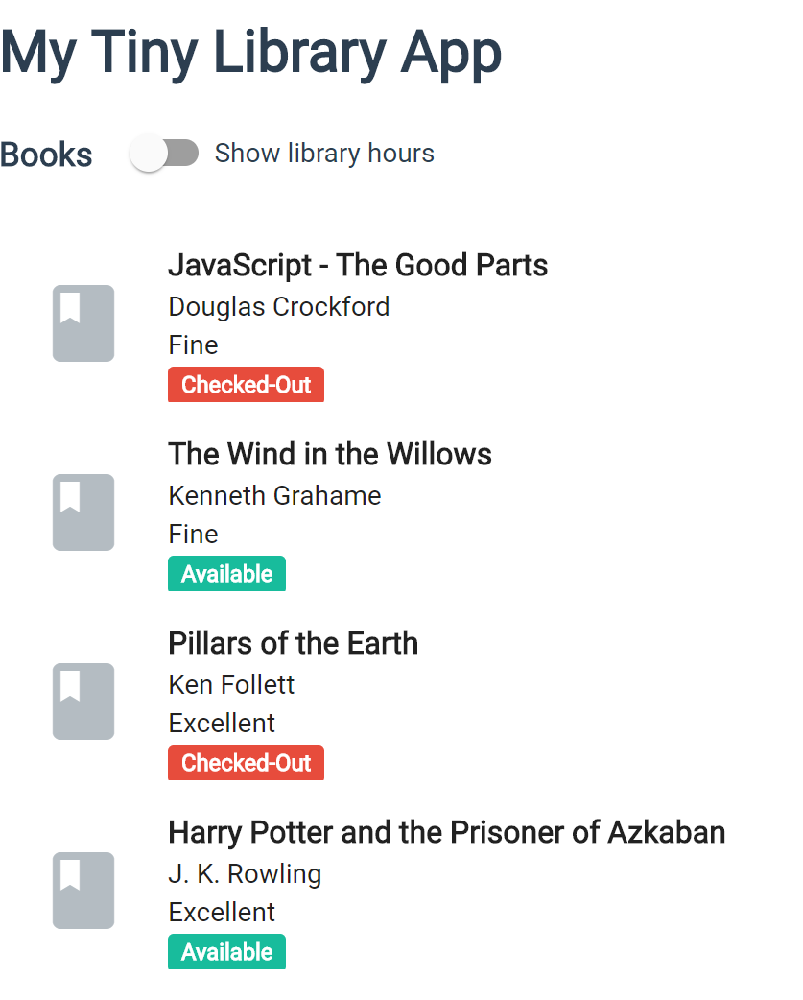 My Tiny Library App
Books
Show library hours
JavaScript - The Good Parts
Douglas Crockford
Fine
Checked-Out
The Wind in the Willows
Kenneth Grahame
Fine
Available
Pillars of the Earth
Ken Follett
Excellent
Checked-Out
Harry Potter and the Prisoner of Azkaban
J. K. Rowling
Excellent
Available